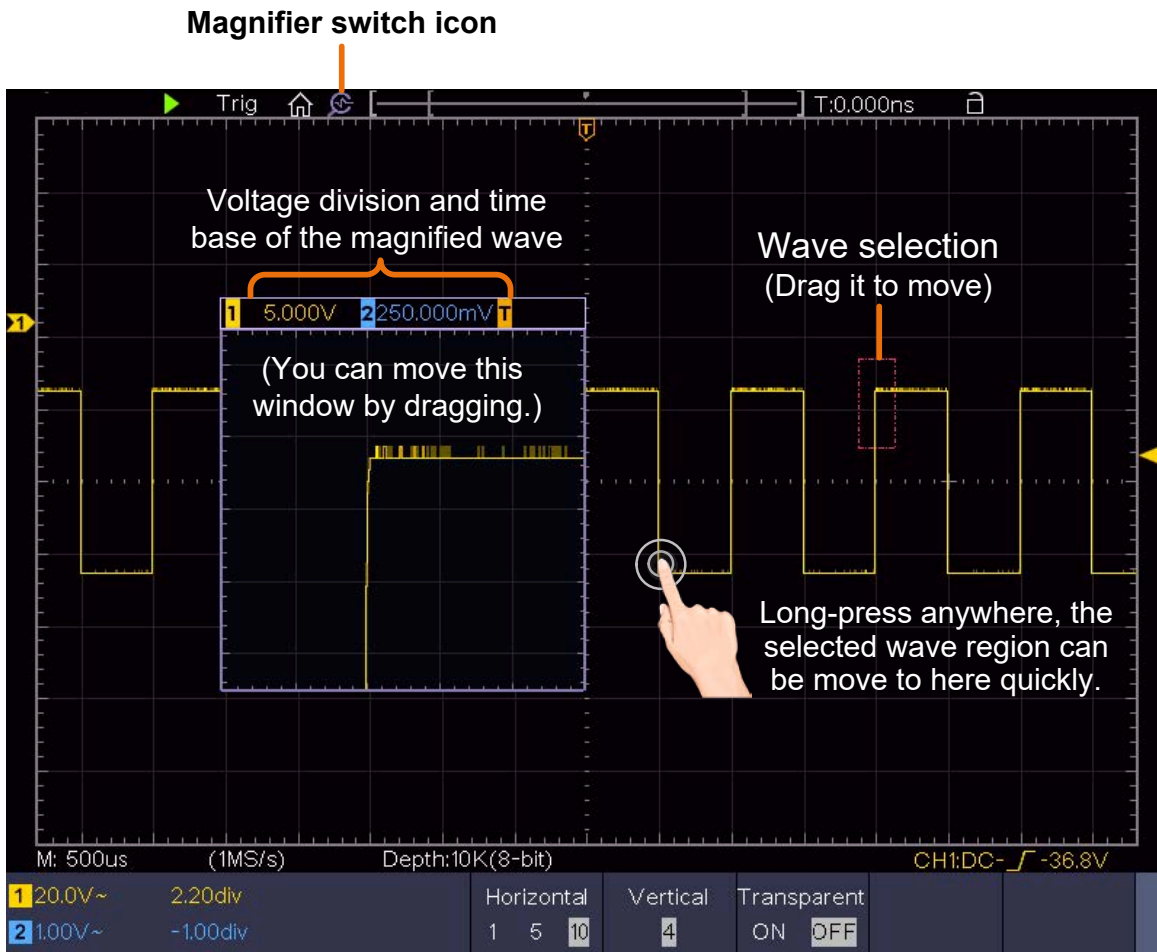 Magnifier switch icon
Trig T:0.000ns
T
Voltage division and time
base of the magnified wave
Wave selection
(Drag it to move)
1 5.000V 2 250.000mV T
1
(You can move this
window by dragging.)
Long-press anywhere, the
selected wave region can
be move to here quickly.
M: 500us (1MS/s) Depth:10K(8-bit) CH1:DC- -36.8V
1 20.0V~ 2.20div Horizontal Vertical Transparent
2 1.00V~ -1.00div 1 5 10 4 ON OFF